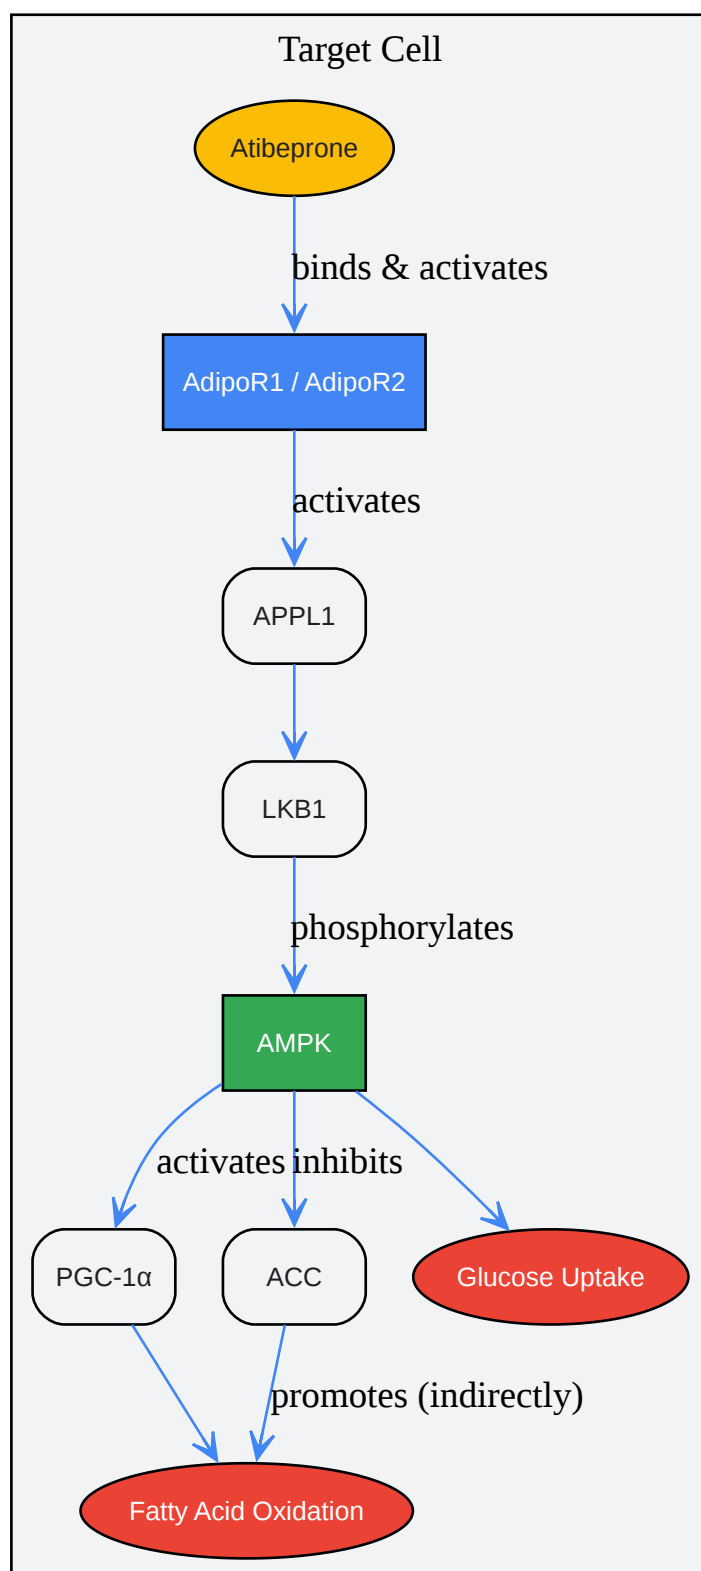 Target Cell
Atibeprone
binds & activates
AdipoR1 / AdipoR2
activates
APPL1
LKB1
phosphorylates
AMPK
activates
inhibits
PGC-1α
ACC
Glucose Uptake
promotes (indirectly)
Fatty Acid Oxidation